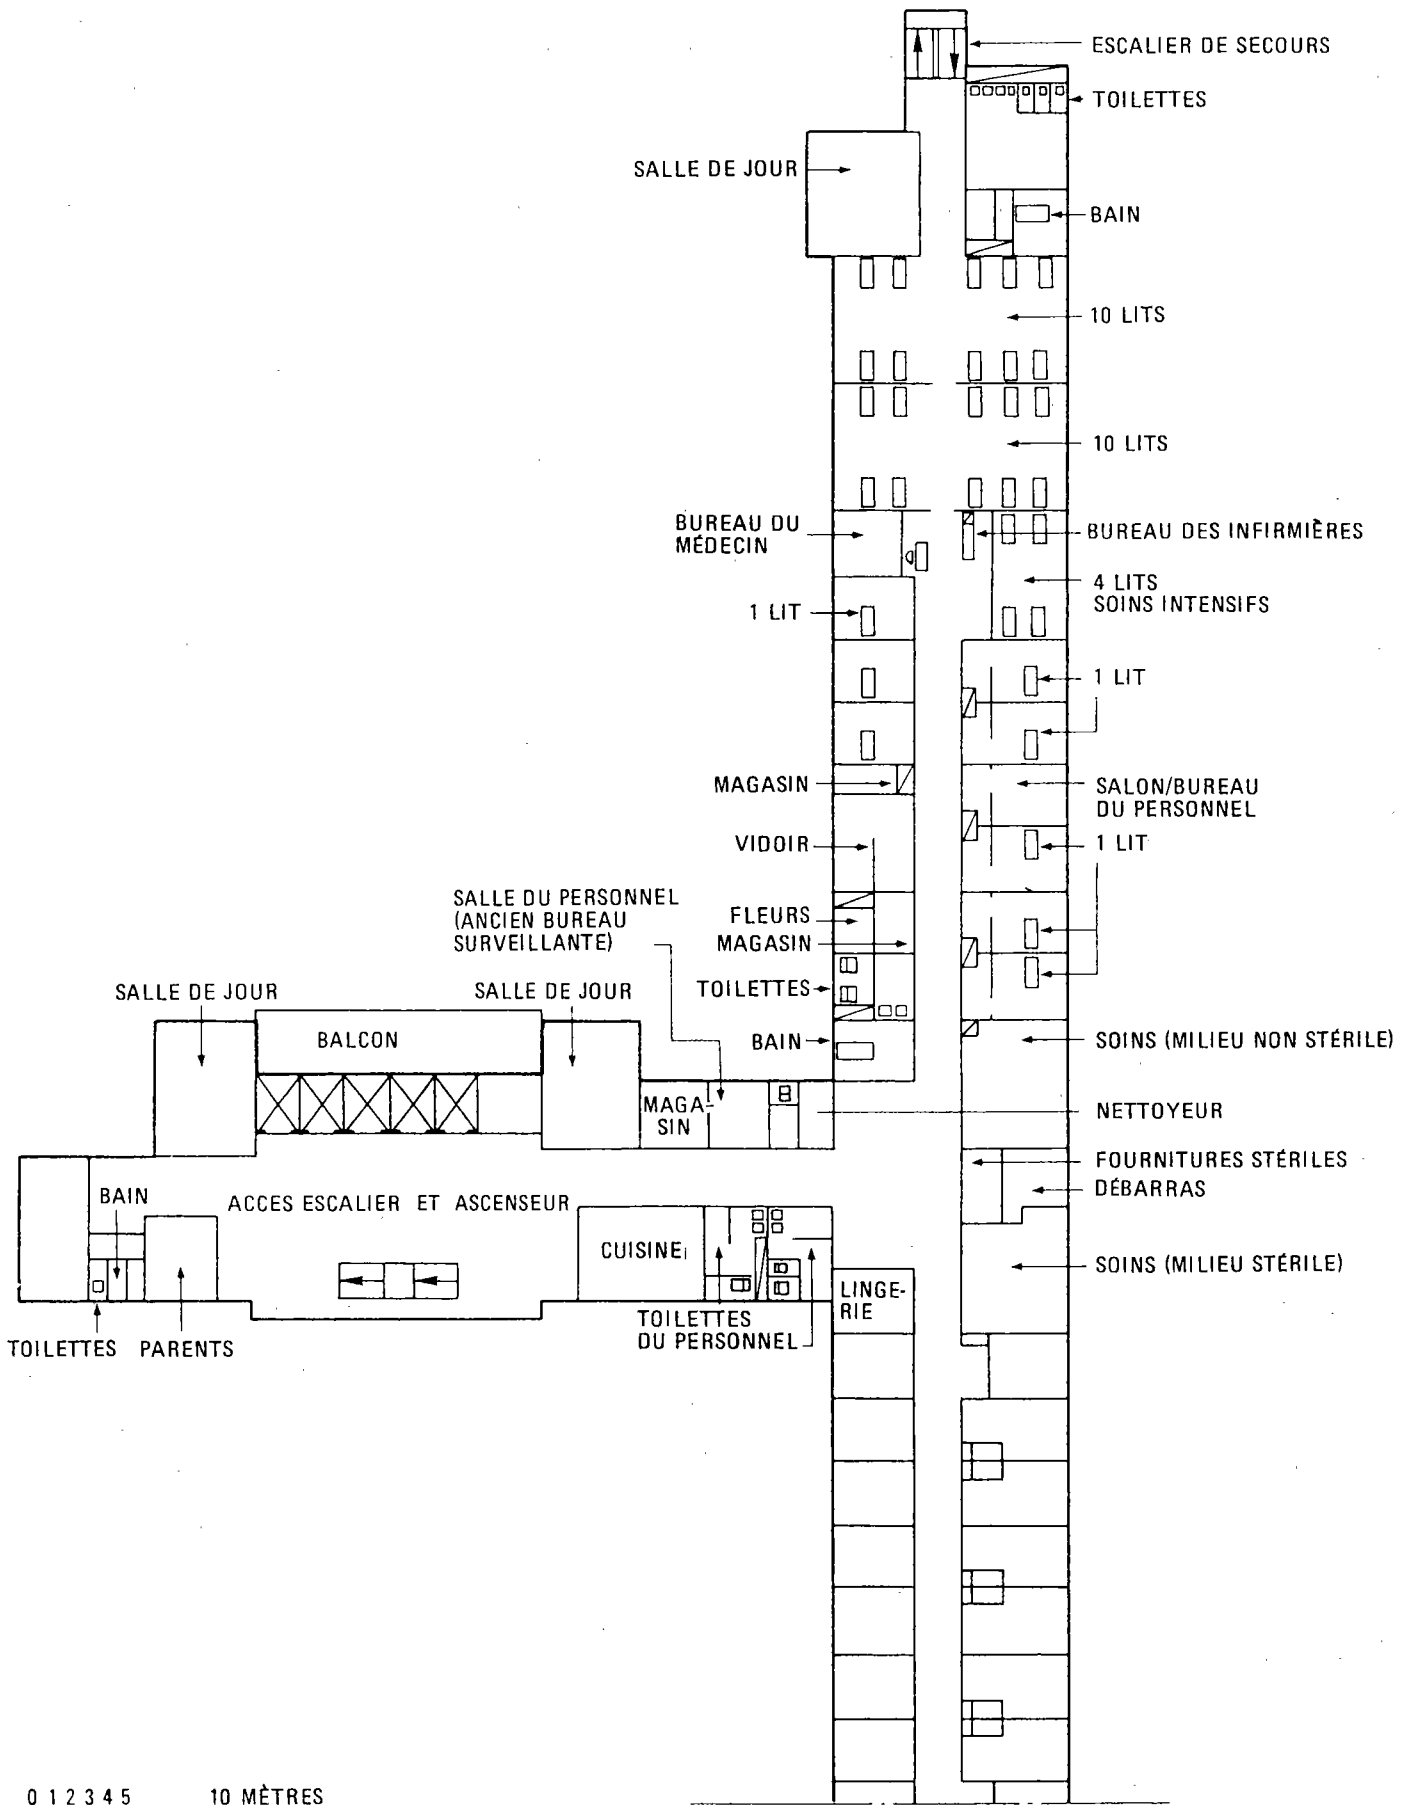 ESCALIER DE SECOURS
TOILETTES
SALLE DE JOUR
BAIN
10 LITS
10 LITS
BUREAU DU
MÉDECIN
BUREAU DES INFIRMIÈRES
4 LITS
SOINS INTENSIFS
1 LIT
1 LIT
MAGASIN
SALON/BUREAU
DU PERSONNEL
VIDOIR
1 LIT
SALLE DU PERSONNEL
(ANCIEN BUREAU
SURVEILLANTE)
FLEURS
MAGASIN
TOILETTES
SALLE DE JOUR
SALLE DE JOUR
BALCON
BAIN
SOINS (MILIEU NON STÉRILE)
MAGA-
SIN
NETTOYEUR
FOURNITURES STÉRILES
DÉBARRAS
BAIN
ACCES ESCALIER ET ASCENSEUR
CUISINE
SOINS (MILIEU STÉRILE)
LINGE-
RIE
TOILETTES
DU PERSONNEL
TOILETTES
PARENTS
0 1 2 3 4 5 10 MÈTRES